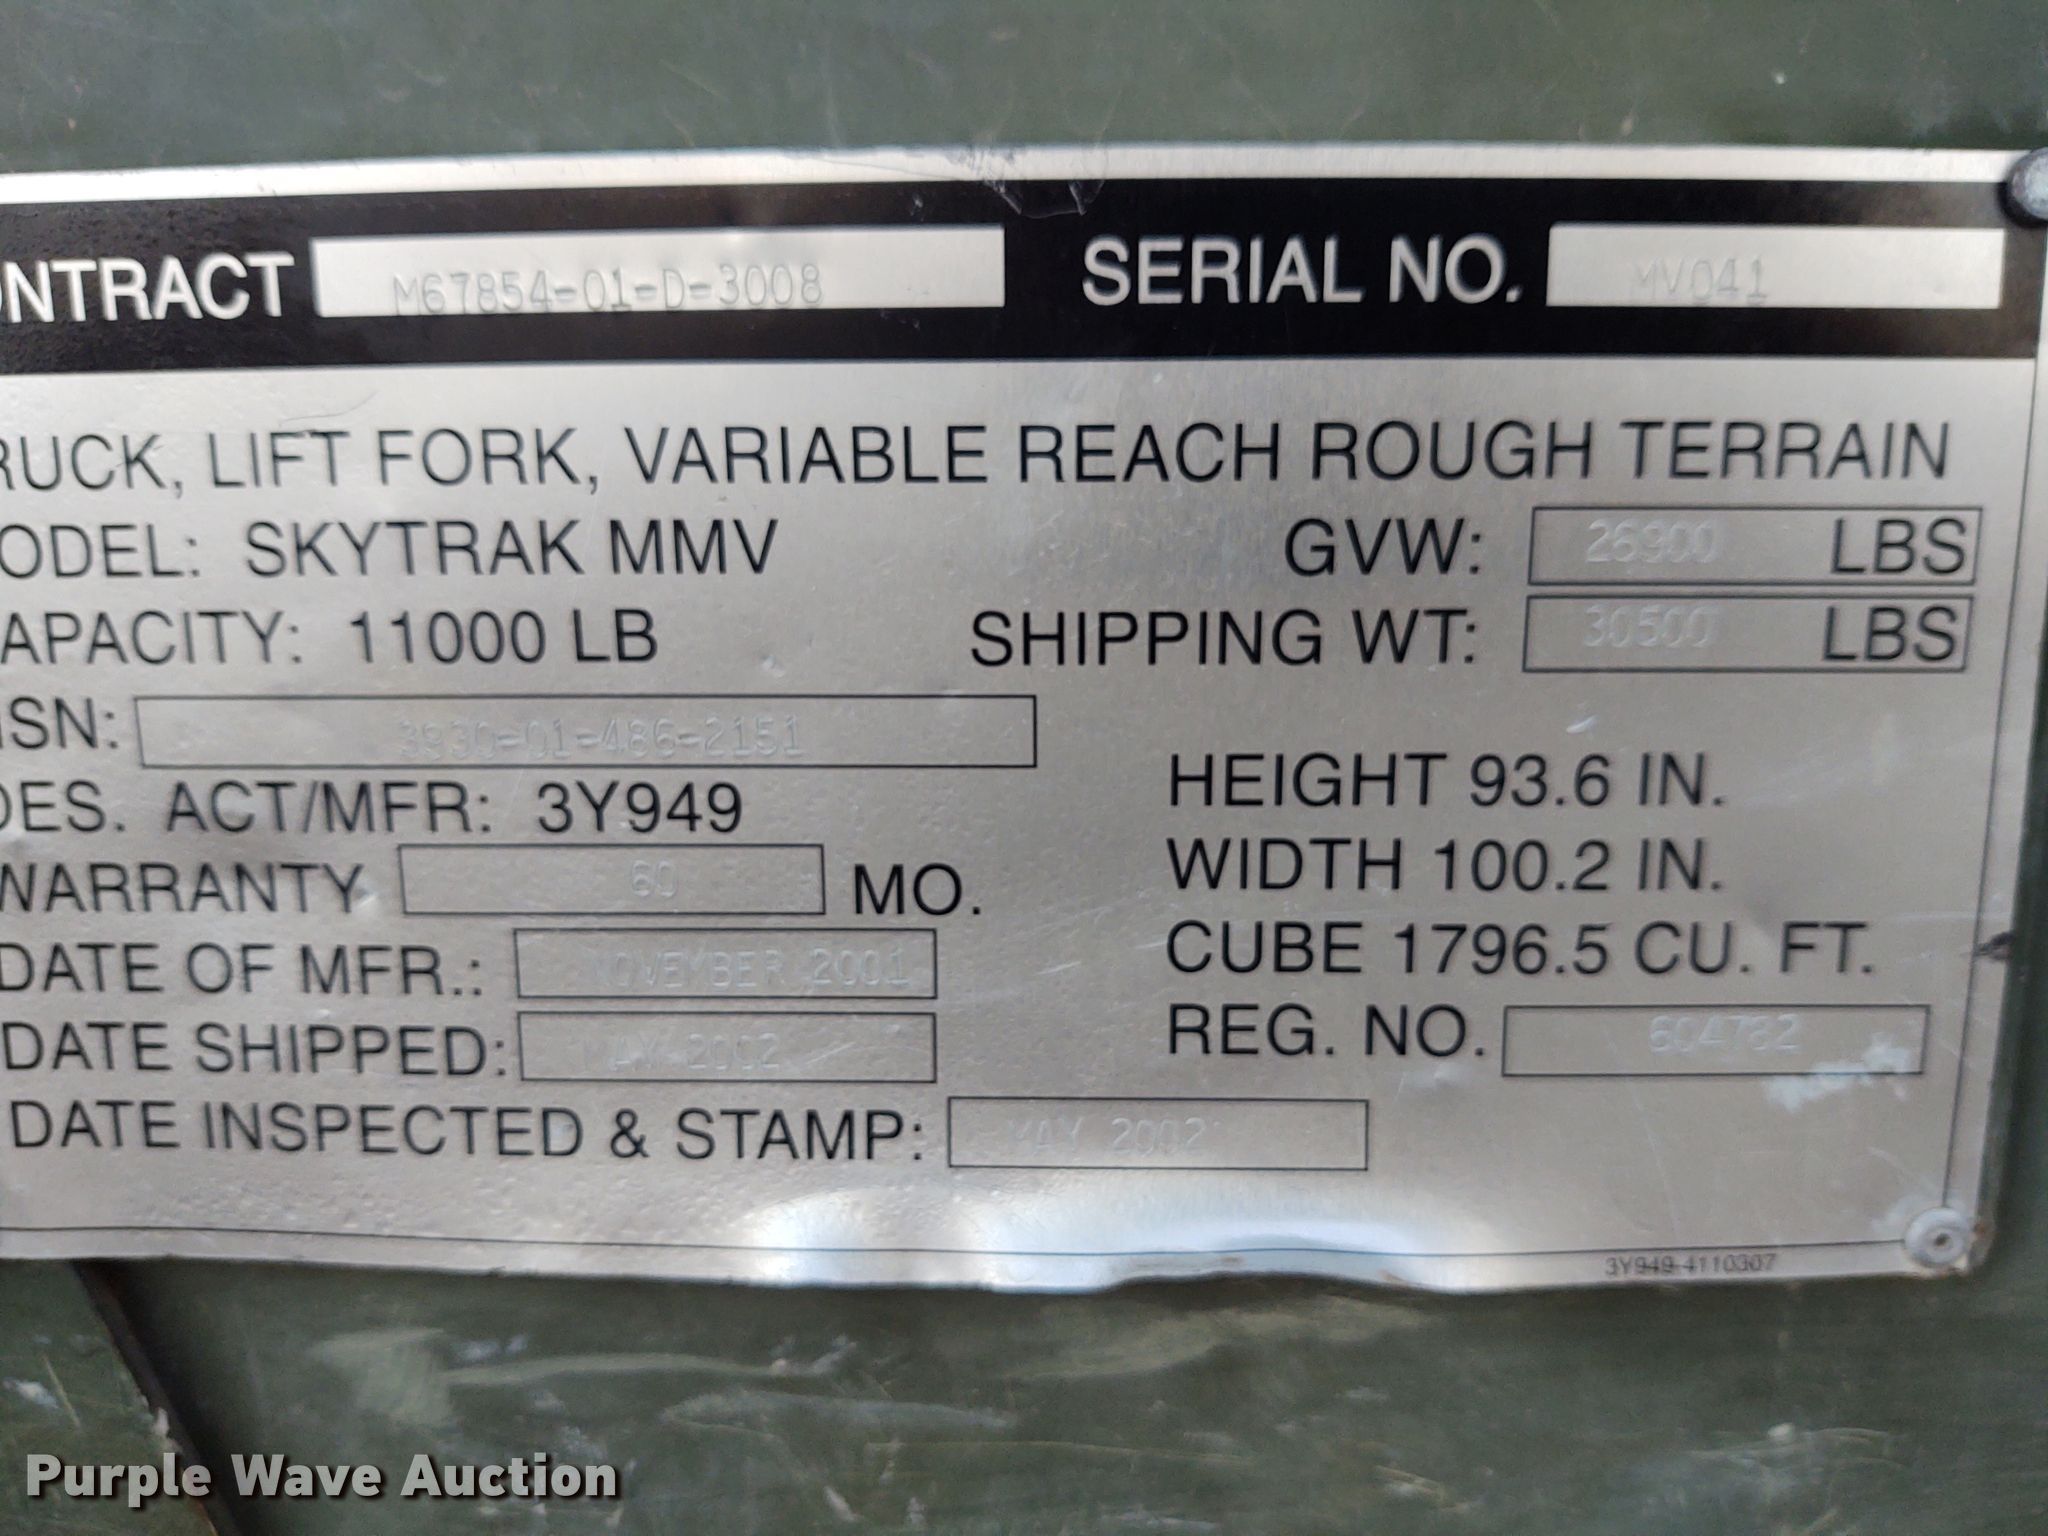 ONTRACT M67854-01-D-3008 SERIAL NO. MV041
RUCK, LIFT FORK, VARIABLE REACH ROUGH TERRAIN
ODEL: SKYTRAK MMV GVW: 26900 LBS
APACITY: 11000 LB SHIPPING WT: 30500 LBS
ISN: 3930-01-486-2151
DES. ACT/MFR: 3Y949 HEIGHT 93.6 IN.
WARRANTY 60 MO. WIDTH 100.2 IN.
DATE OF MFR.: NOVEMBER 2001 CUBE 1796.5 CU. FT.
DATE SHIPPED: MAY 2002 REG. NO. 604762
DATE INSPECTED & STAMP: MAY 2002
3Y949-4110307
Purple Wave Auction